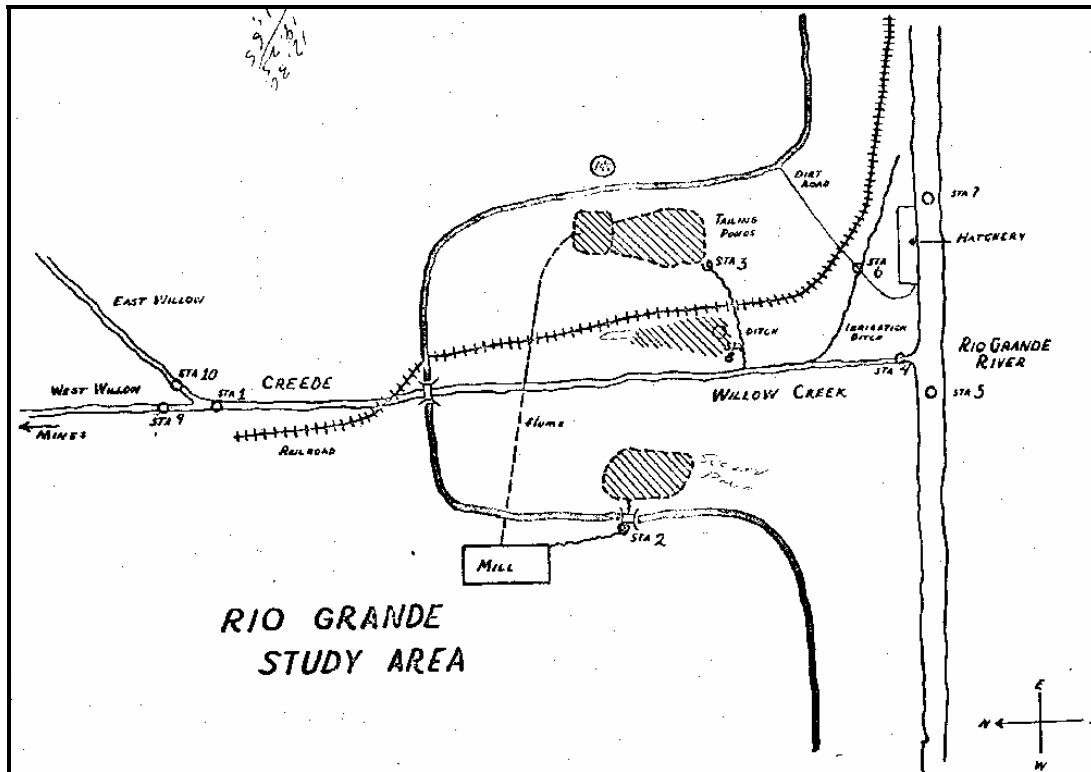 DIRT
ROAD
STA 7
TAILING
PONDS
HATCHERY
STA 3
STA
6
EAST WILLOW
DITCH
IRRIGATION
DITCH
RIO GRANDE
RIVER
STA 10
WEST WILLOW
STA 1
CREEDE
STA 4
WILLOW CREEK
STA 5
STA 9
MINES
flume
RAILROAD
STA 2
MILL
RIO GRANDE
STUDY AREA
E
N
W